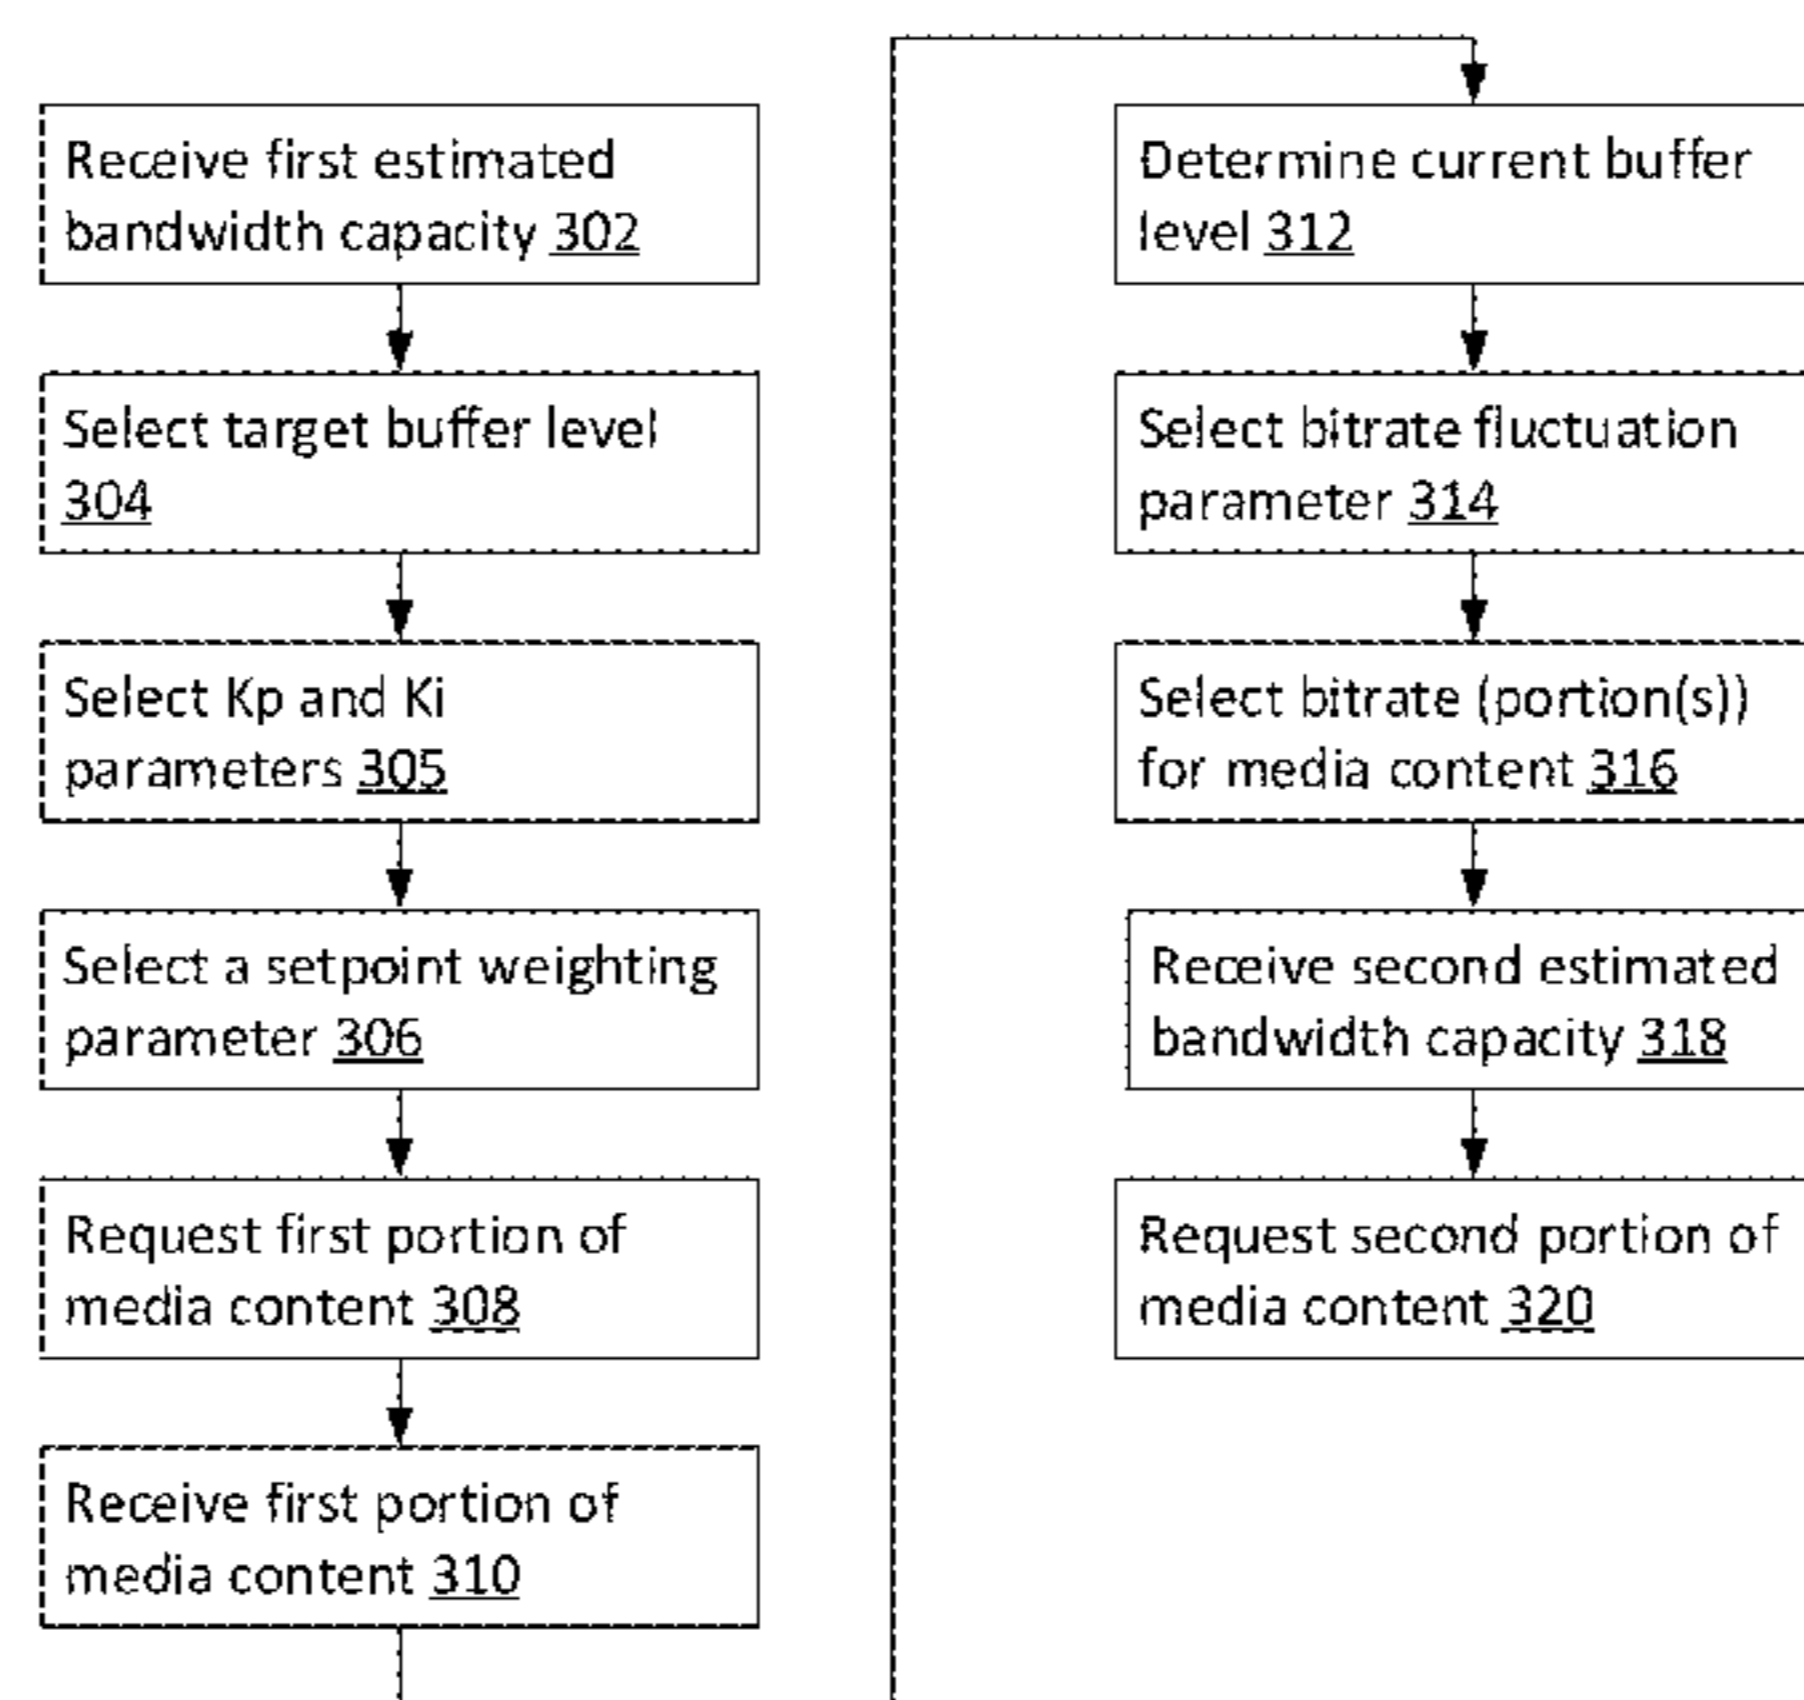 Receive first estimated
bandwidth capacity 302
Select target buffer level
304
Select Kp and Ki
parameters 305
Select a setpoint weighting
parameter 306
Request first portion of
media content 308
Receive first portion of
media content 310
Determine current buffer
level 312
Select bitrate fluctuation
parameter 314
Select bitrate (portion(s))
for media content 316
Receive second estimated
bandwidth capacity 318
Request second portion of
media content 320